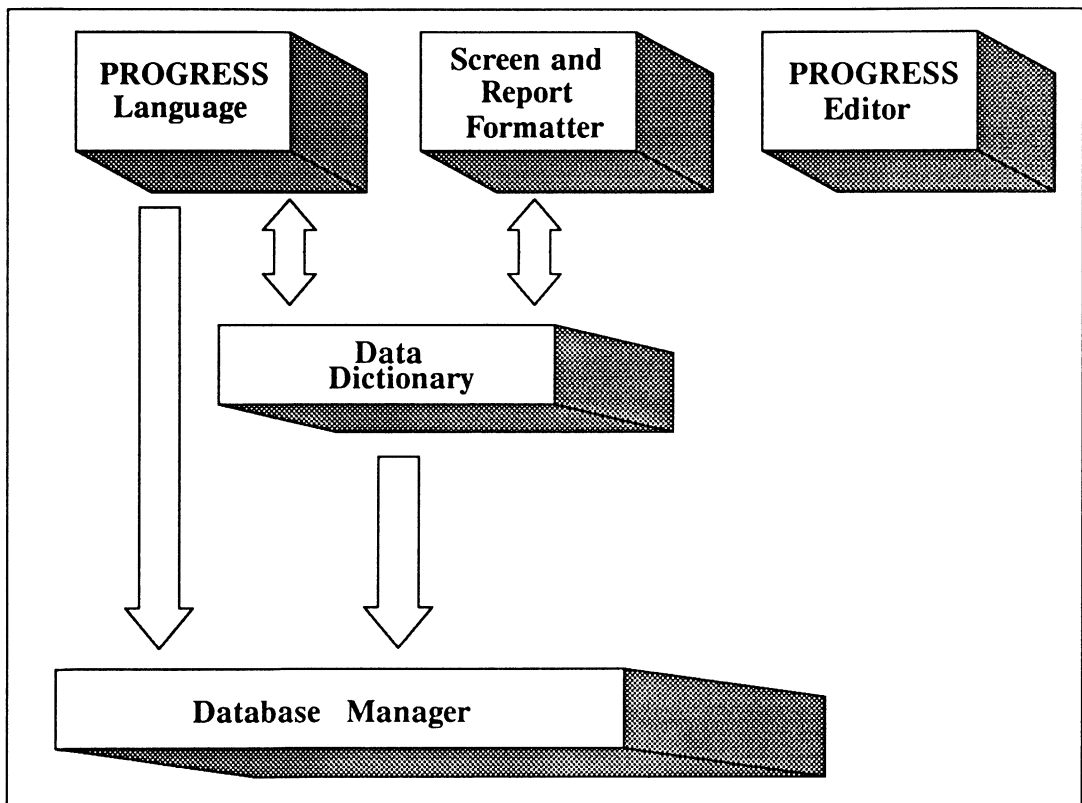 PROGRESS
Language
Screen and
Report
Formatter
PROGRESS
Editor
Data
Dictionary
Database Manager